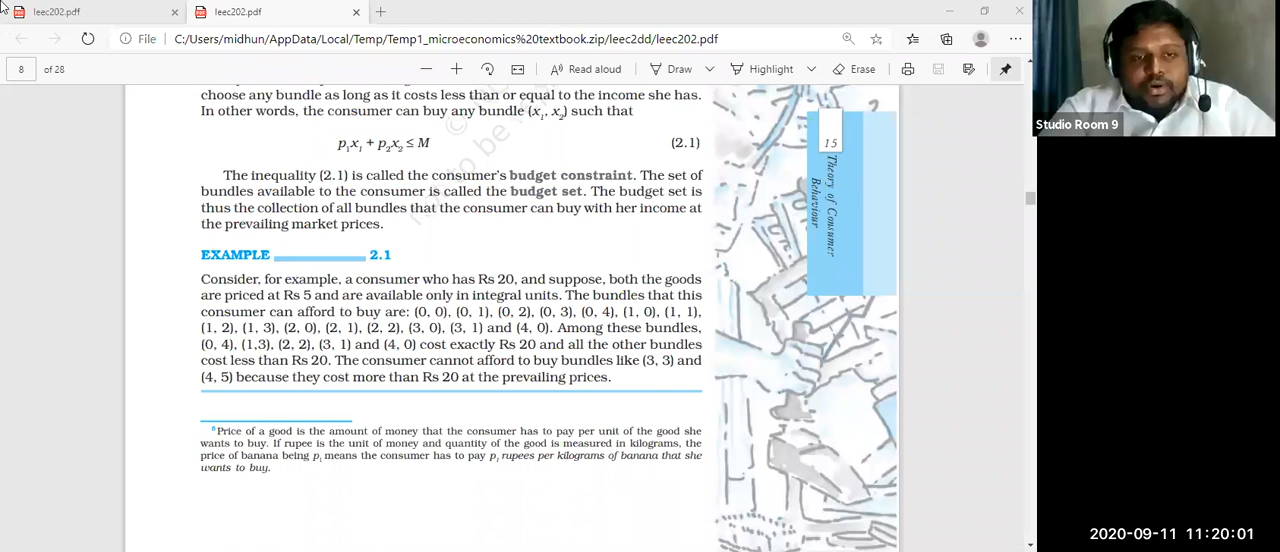 leec202.pdf
leec202.pdf
File C:/Users/midhun/AppData/Local/Temp/Temp1_microeconomics%20textbook.zip/leec2dd/leec202.pdf
8 of 28
Read aloud
Draw
Highlight
Erase
choose any bundle as long as it costs less than or equal to the income she has.
In other words, the consumer can buy any bundle (x₁, x₂) such that
p₁x₁ + p₂x₂ ≤ M (2.1)
The inequality (2.1) is called the consumer's budget constraint. The set of
bundles available to the consumer is called the budget set. The budget set is
thus the collection of all bundles that the consumer can buy with her income at
the prevailing market prices.
EXAMPLE 2.1
Consider, for example, a consumer who has Rs 20, and suppose, both the goods
are priced at Rs 5 and are available only in integral units. The bundles that this
consumer can afford to buy are: (0, 0), (0, 1), (0, 2), (0, 3), (0, 4), (1, 0), (1, 1),
(1, 2), (1, 3), (2, 0), (2, 1), (2, 2), (3, 0), (3, 1) and (4, 0). Among these bundles,
(0, 4), (1,3), (2, 2), (3, 1) and (4, 0) cost exactly Rs 20 and all the other bundles
cost less than Rs 20. The consumer cannot afford to buy bundles like (3, 3) and
(4, 5) because they cost more than Rs 20 at the prevailing prices.
Price of a good is the amount of money that the consumer has to pay per unit of the good she
wants to buy. If rupee is the unit of money and quantity of the good is measured in kilograms, the
price of banana being p₁ means the consumer has to pay p₁ rupees per kilograms of banana that she
wants to buy.
15
Theory of Consumer
Behaviour
Studio Room 9
2020-09-11 11:20:01